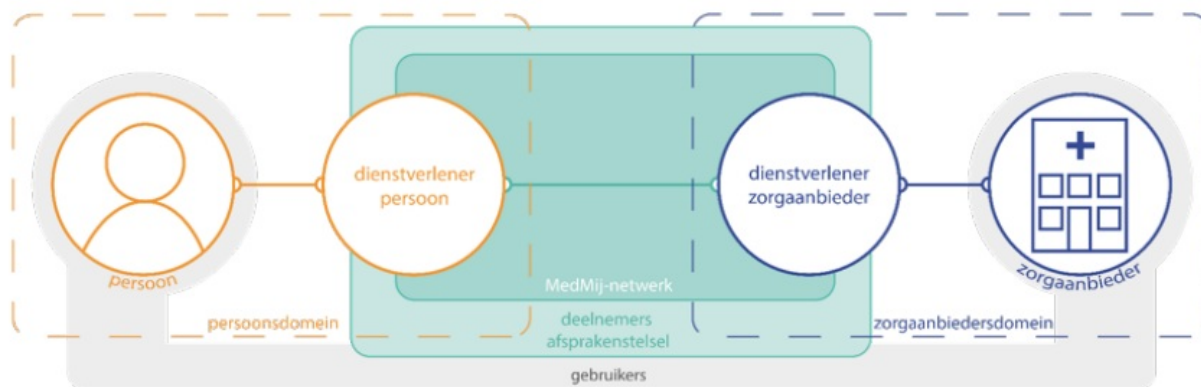 dienstverlener
persoon
dienstverlener
zorgaanbieder
persoon
zorgaanbieder
MedMij-netwerk
persoonsdomein
deelnemers
afsprakenstelsel
zorgaanbiedersdomein
gebruikers